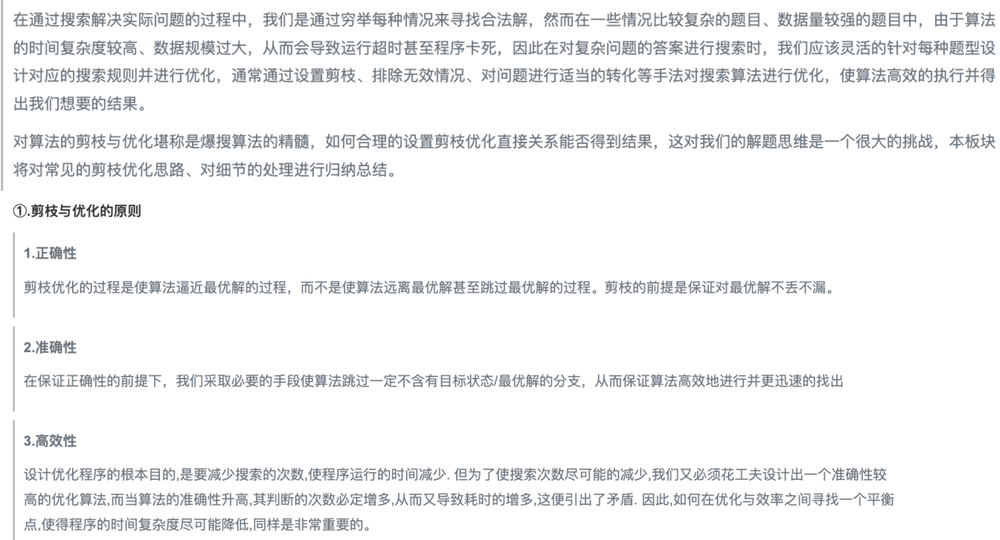 在通过搜索解决实际问题的过程中，我们是通过穷举每种情况来寻找合法解，然而在一些情况比较复杂的题目、数据量较强的题目中，由于算法
的时间复杂度较高、数据规模过大，从而会导致运行超时甚至程序卡死，因此在对复杂问题的答案进行搜索时，我们应该灵活的针对每种题型设
计对应的搜索规则并进行优化，通常通过设置剪枝、排除无效情况、对问题进行适当的转化等手法对搜索算法进行优化，使算法高效的执行并得
出我们想要的结果。
对算法的剪枝与优化堪称是爆搜算法的精髓，如何合理的设置剪枝优化直接关系能否得到结果，这对我们的解题思维是一个很大的挑战，本板块
将对常见的剪枝优化思路、对细节的处理进行归纳总结。
①.剪枝与优化的原则
1.正确性
剪枝优化的过程是使算法逼近最优解的过程，而不是使算法远离最优解甚至跳过最优解的过程。剪枝的前提是保证对最优解不丢不漏。
2.准确性
在保证正确性的前提下，我们采取必要的手段使算法跳过一定不含有目标状态/最优解的分支，从而保证算法高效地进行并更迅速的找出
3.高效性
设计优化程序的根本目的,是要减少搜索的次数,使程序运行的时间减少. 但为了使搜索次数尽可能的减少,我们又必须花工夫设计出一个准确性较
高的优化算法,而当算法的准确性升高,其判断的次数必定增多,从而又导致耗时的增多,这便引出了矛盾. 因此,如何在优化与效率之间寻找一个平衡
点,使得程序的时间复杂度尽可能降低,同样是非常重要的。